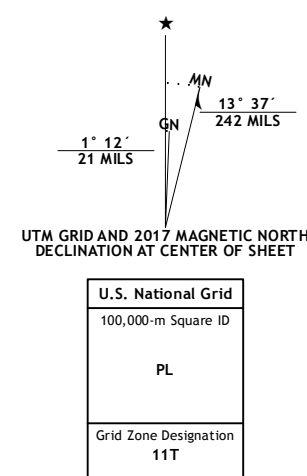 ★
MN
GN
13° 37´
242 MILS
1° 12´
21 MILS
UTM GRID AND 2017 MAGNETIC NORTH
DECLINATION AT CENTER OF SHEET
U.S. National Grid
100,000-m Square ID
PL
Grid Zone Designation
11T